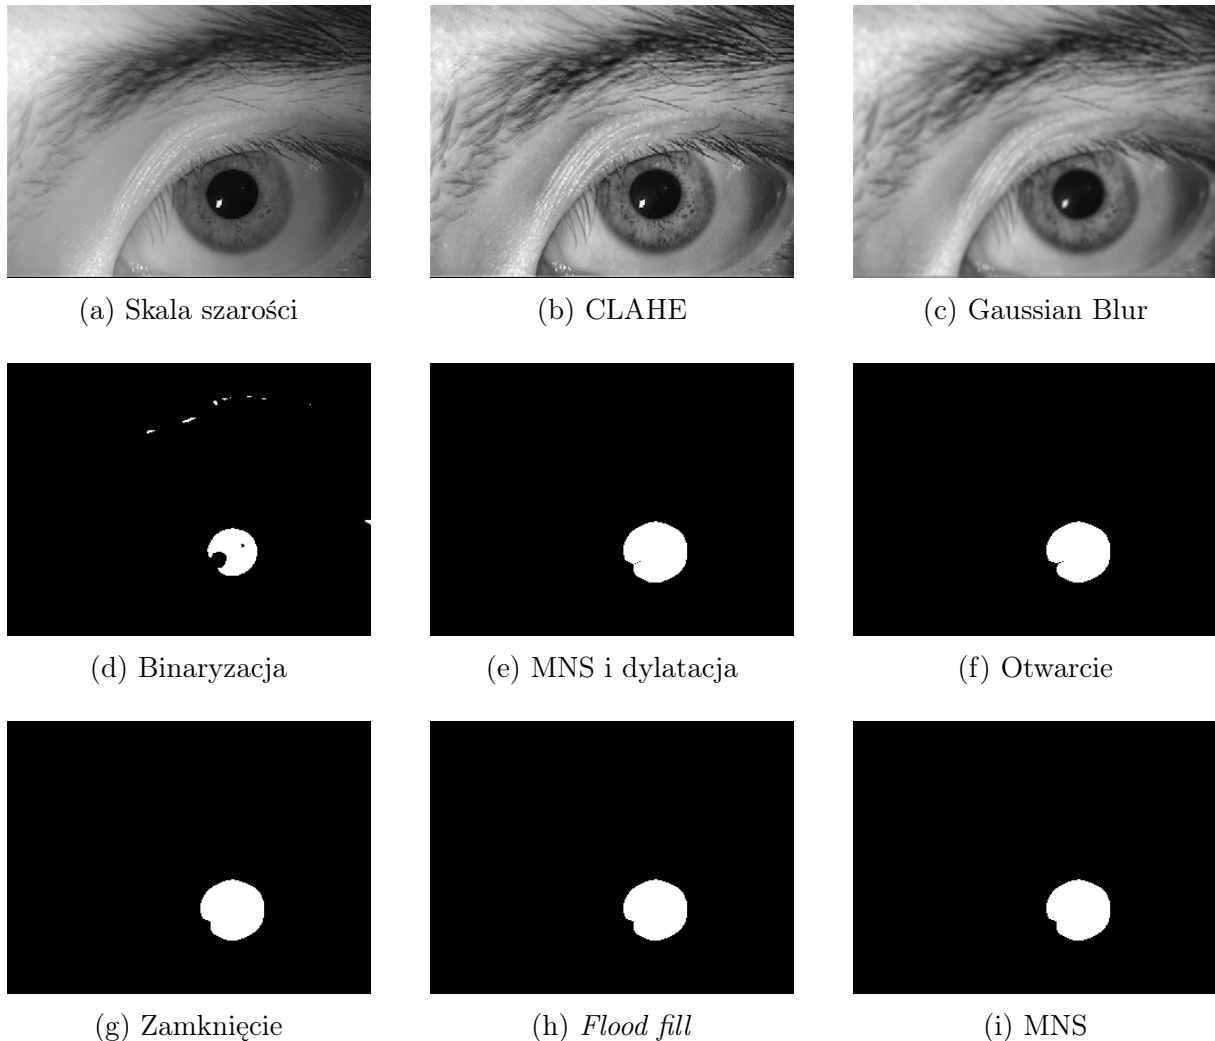 (a) Skala szarości
(b) CLAHE
(c) Gaussian Blur
(d) Binaryzacja
(e) MNS i dylatacja
(f) Otwarcie
(g) Zamknięcie
(h) Flood fill
(i) MNS